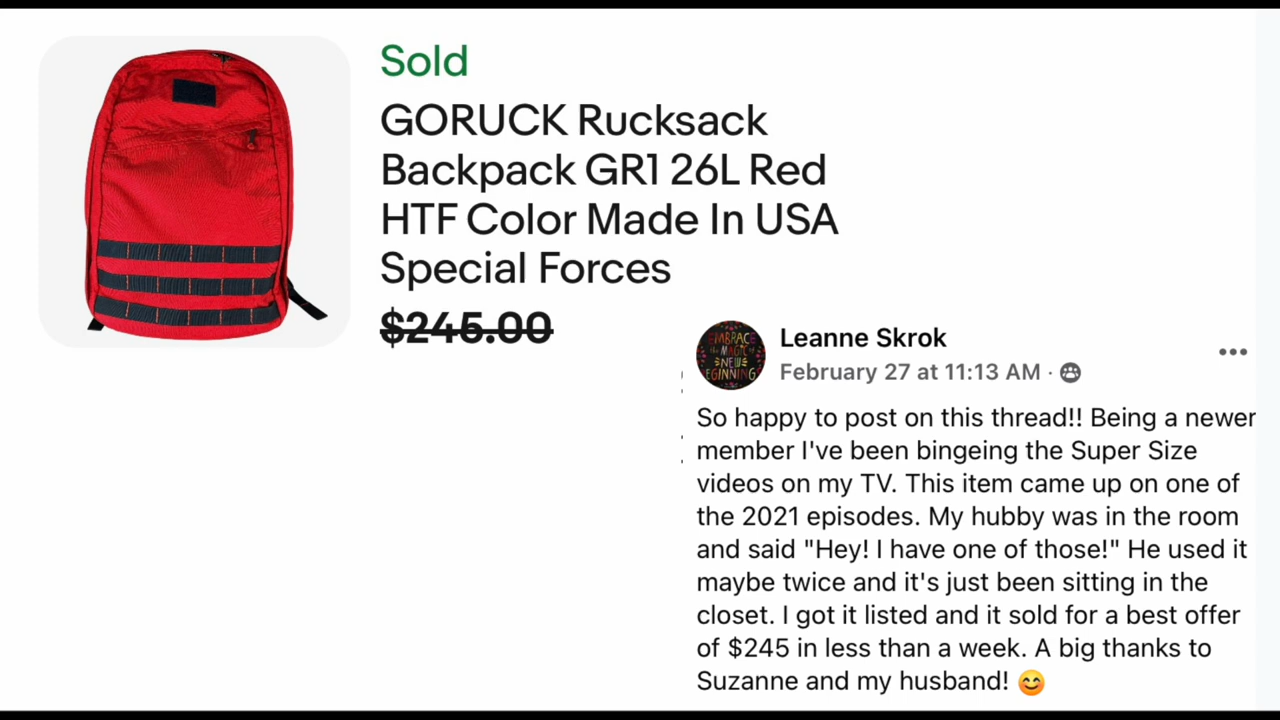 Sold
GORUCK Rucksack
Backpack GR1 26L Red
HTF Color Made In USA
Special Forces
$245.00
EMBRACE
the MAGIC of
NEW
Leanne Skrok
February 27 at 11:13 AM ·
So happy to post on this thread!! Being a newer
member I've been bingeing the Super Size
videos on my TV. This item came up on one of
the 2021 episodes. My hubby was in the room
and said "Hey! I have one of those!" He used it
maybe twice and it's just been sitting in the
closet. I got it listed and it sold for a best offer
of $245 in less than a week. A big thanks to
Suzanne and my husband! 😊